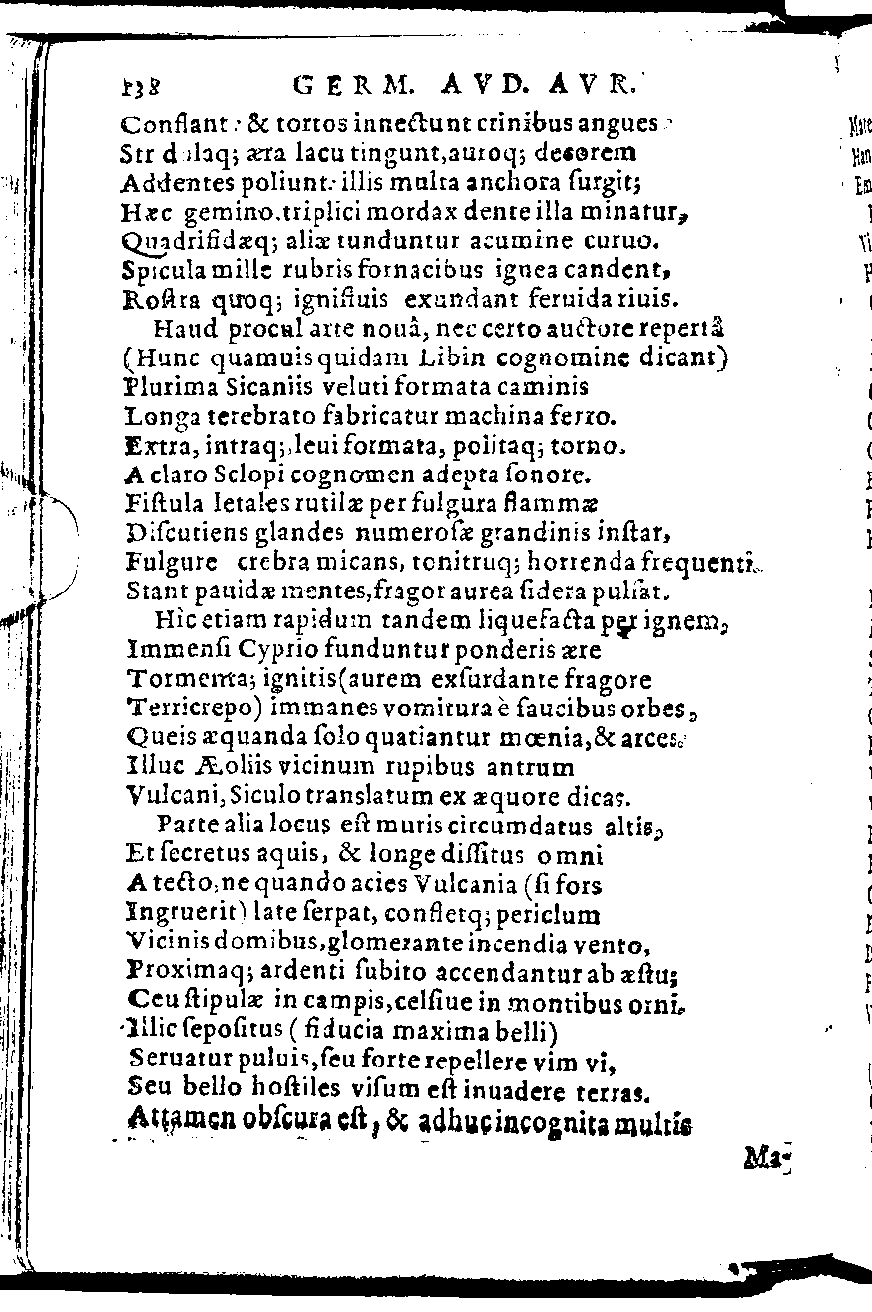 138 GERM. AVD. AVR.
Conflant: & tortos innectunt crinibus angues
Stridulaq; æra lacu tingunt, auroq; decorem
Addentes poliunt: illis multa anchora ſurgit;
Hæc gemino, triplici mordax dente illa minatur,
Quadrifidæq; aliæ tunduntur acumine curuo.
Spicula mille rubris fornacibus ignea candent,
Roſtra quoq; ignifluis exundant feruida riuis.
Haud procul arte nouâ, nec certo auctore repertâ
(Hunc quamuis quidam Libin cognomine dicant)
Plurima Sicaniis veluti formata caminis
Longa terebrato fabricatur machina ferro.
Extra, intraq; leui formata, politaq; torno.
A claro Sclopi cognomen adepta ſonore.
Fiſtula letales rutilæ per fulgura flammæ
Diſcutiens glandes numeroſæ grandinis inſtar,
Fulgure crebra micans, tonitruq; horrenda frequenti.
Stant pauidæ mentes, fragor aurea ſidera pulſat.
Hìc etiam rapidum tandem liquefacta per ignem,
Immenſi Cyprio funduntur ponderis ære
Tormenta; ignitis (aurem exſurdante fragore
Terricrepo) immanes vomitura è faucibus orbes,
Queis æquanda ſolo quatiantur mœnia, & arces.
Illuc Æoliis vicinum rupibus antrum
Vulcani, Siculo translatum ex æquore dicas.
Parte alia locus eſt muris circumdatus altis,
Et ſecretus aquis, & longe diſſitus omni
A tecto, ne quando acies Vulcania (ſi fors
Ingruerit) late ſerpat, confletq; periclum
Vicinis domibus, glomerante incendia vento,
Proximaq; ardenti ſubito accendantur ab æſtu;
Ceu ſtipulæ in campis, celſiue in montibus orni.
Illic ſepoſitus (fiducia maxima belli)
Seruatur puluis, ſeu forte repellere vim vi,
Seu bello hoſtiles viſum eſt inuadere terras.
Attamen obſcura eſt, & adhuc incognita multis
Ma-